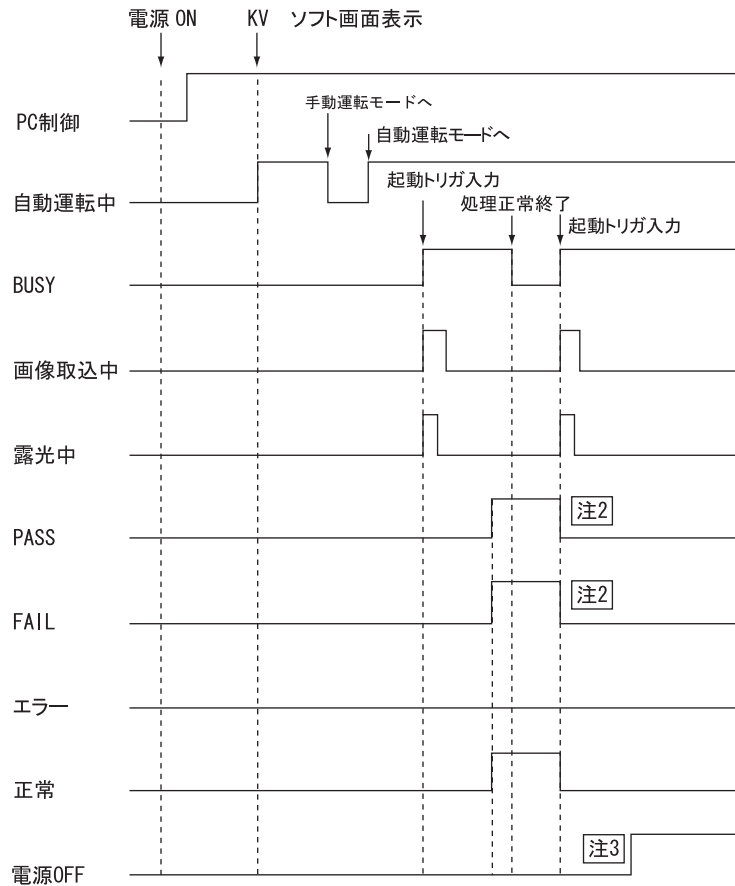 電源 ON　KV　ソフト画面表示
手動運転モードへ
PC制御
自動運転モードへ
起動トリガ入力
自動運転中
処理正常終了
起動トリガ入力
BUSY
画像取込中
露光中
注2
PASS
注2
FAIL
エラー
正常
注3
電源OFF